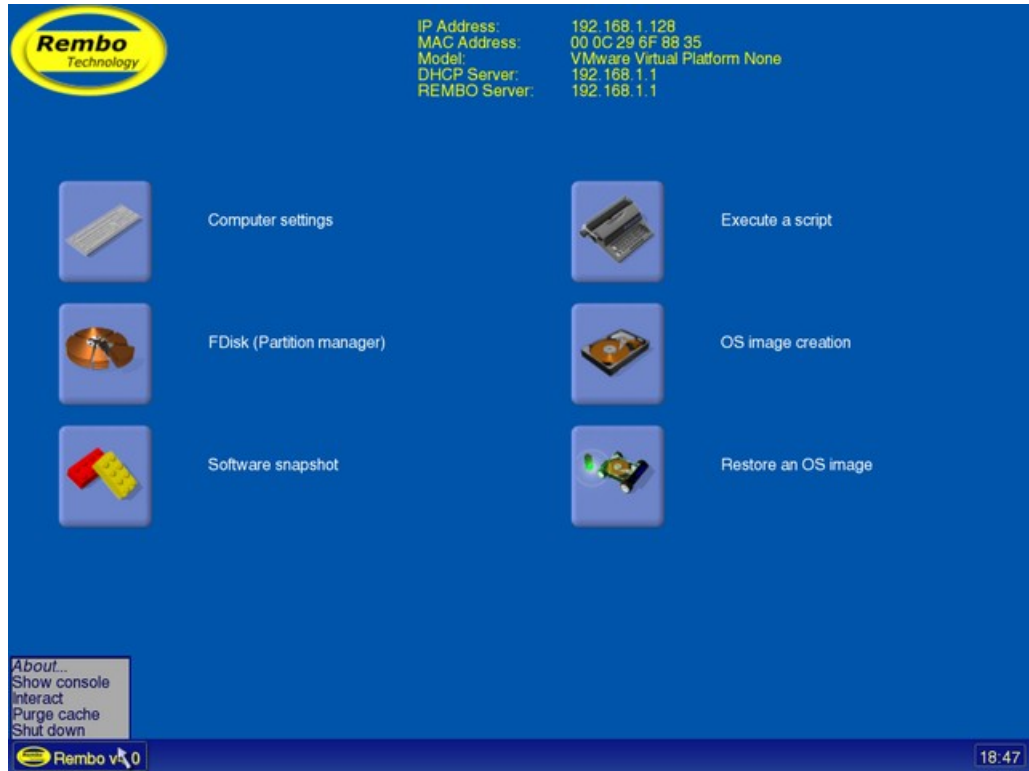 Rembo
Technology
IP Address: 192.168.1.128
MAC Address: 00 0C 29 6F 88 35
Model: VMware Virtual Platform None
DHCP Server: 192.168.1.1
REMBO Server: 192.168.1.1
Computer settings
Execute a script
FDisk (Partition manager)
OS image creation
Software snapshot
Restore an OS image
About...
Show console
Interact
Purge cache
Shut down
Rembo
Rembo v4.0
18:47